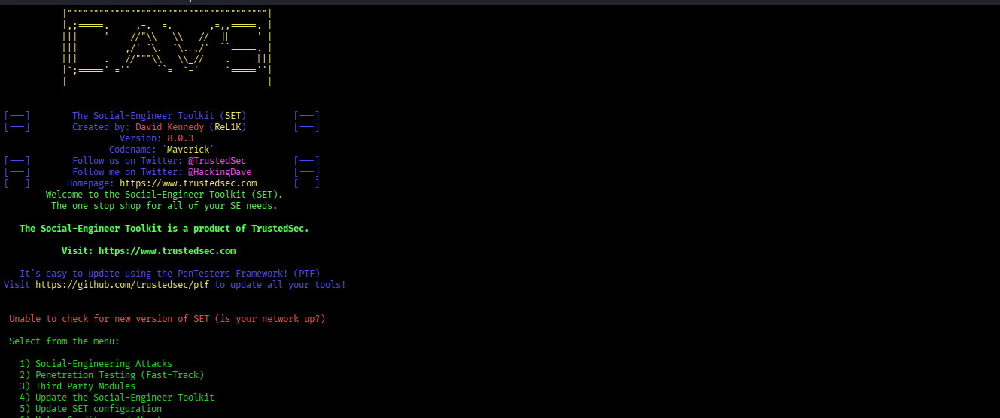 [---] The Social-Engineer Toolkit (SET) [---]
[---] Created by: David Kennedy (ReL1K) [---]
Version: 8.0.3
Codename: 'Maverick'
[---] Follow us on Twitter: @TrustedSec [---]
[---] Follow me on Twitter: @HackingDave [---]
[---] Homepage: https://www.trustedsec.com [---]
Welcome to the Social-Engineer Toolkit (SET).
The one stop shop for all of your SE needs.
The Social-Engineer Toolkit is a product of TrustedSec.
Visit: https://www.trustedsec.com
It's easy to update using the PenTesters Framework! (PTF)
Visit https://github.com/trustedsec/ptf to update all your tools!
Unable to check for new version of SET (is your network up?)
Select from the menu:
1) Social-Engineering Attacks
2) Penetration Testing (Fast-Track)
3) Third Party Modules
4) Update the Social-Engineer Toolkit
5) Update SET configuration